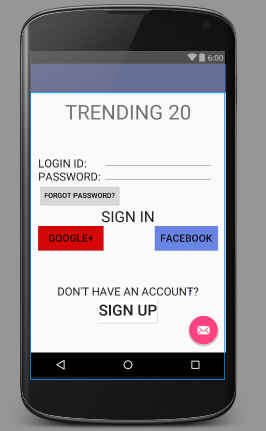 6:00
TRENDING 20
LOGIN ID:
PASSWORD:
FORGOT PASSWORD?
SIGN IN
GOOGLE+ FACEBOOK
DON'T HAVE AN ACCOUNT?
SIGN UP